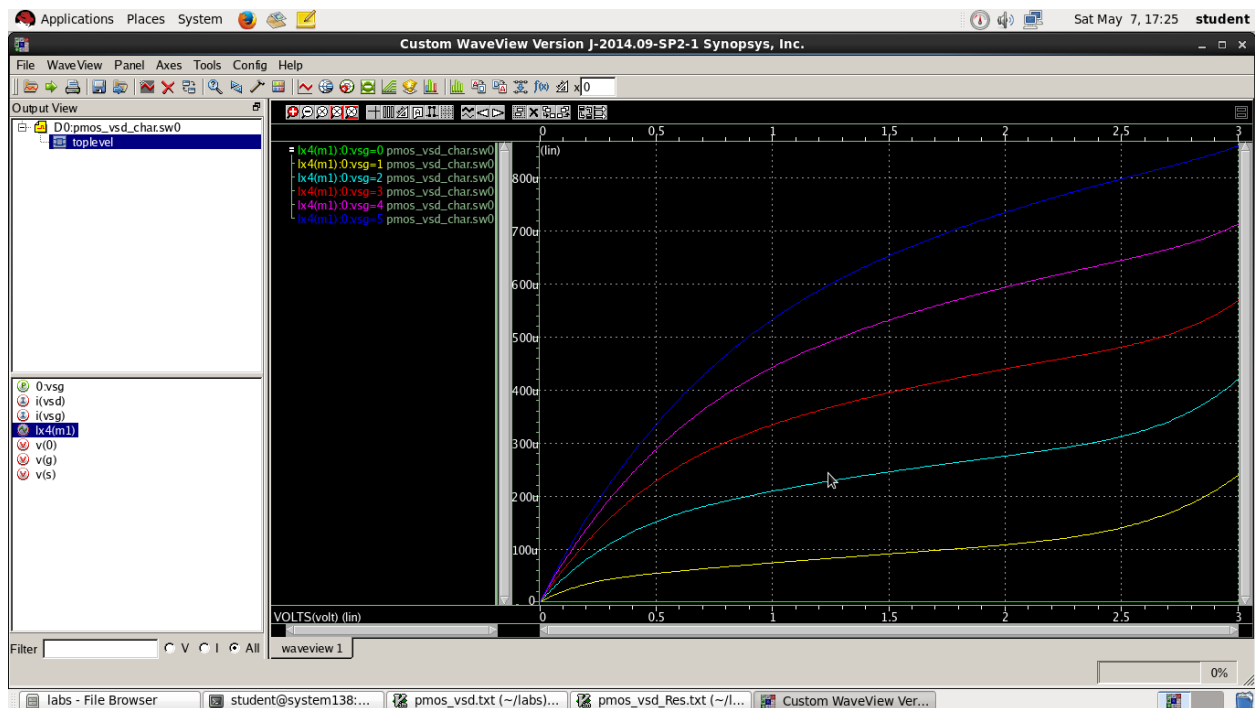 Applications Places System Sat May 7, 17:25 student
Custom WaveView Version J-2014.09-SP2-1 Synopsys, Inc.
File WaveView Panel Axes Tools Config Help
f(x) x 0
Output View
D0:pmos_vsd_char.sw0
toplevel
0 0.5 1 1.5 2 2.5 3
(lin)
lx4(m1):0:vsg=0 pmos_vsd_char.sw0
lx4(m1):0:vsg=1 pmos_vsd_char.sw0
lx4(m1):0:vsg=2 pmos_vsd_char.sw0
lx4(m1):0:vsg=3 pmos_vsd_char.sw0
lx4(m1):0:vsg=4 pmos_vsd_char.sw0
lx4(m1):0:vsg=5 pmos_vsd_char.sw0
800u
700u
600u
500u
400u
300u
200u
100u
0
VOLTS(volt) (lin) 0 0.5 1 1.5 2 2.5 3
0:vsg
i(vsd)
i(vsg)
lx4(m1)
v(0)
v(g)
v(s)
Filter V I All waveview 1
0%
labs - File Browser student@system138:... pmos_vsd.txt (~/labs)... pmos_vsd_Res.txt (~/l... Custom WaveView Ver...